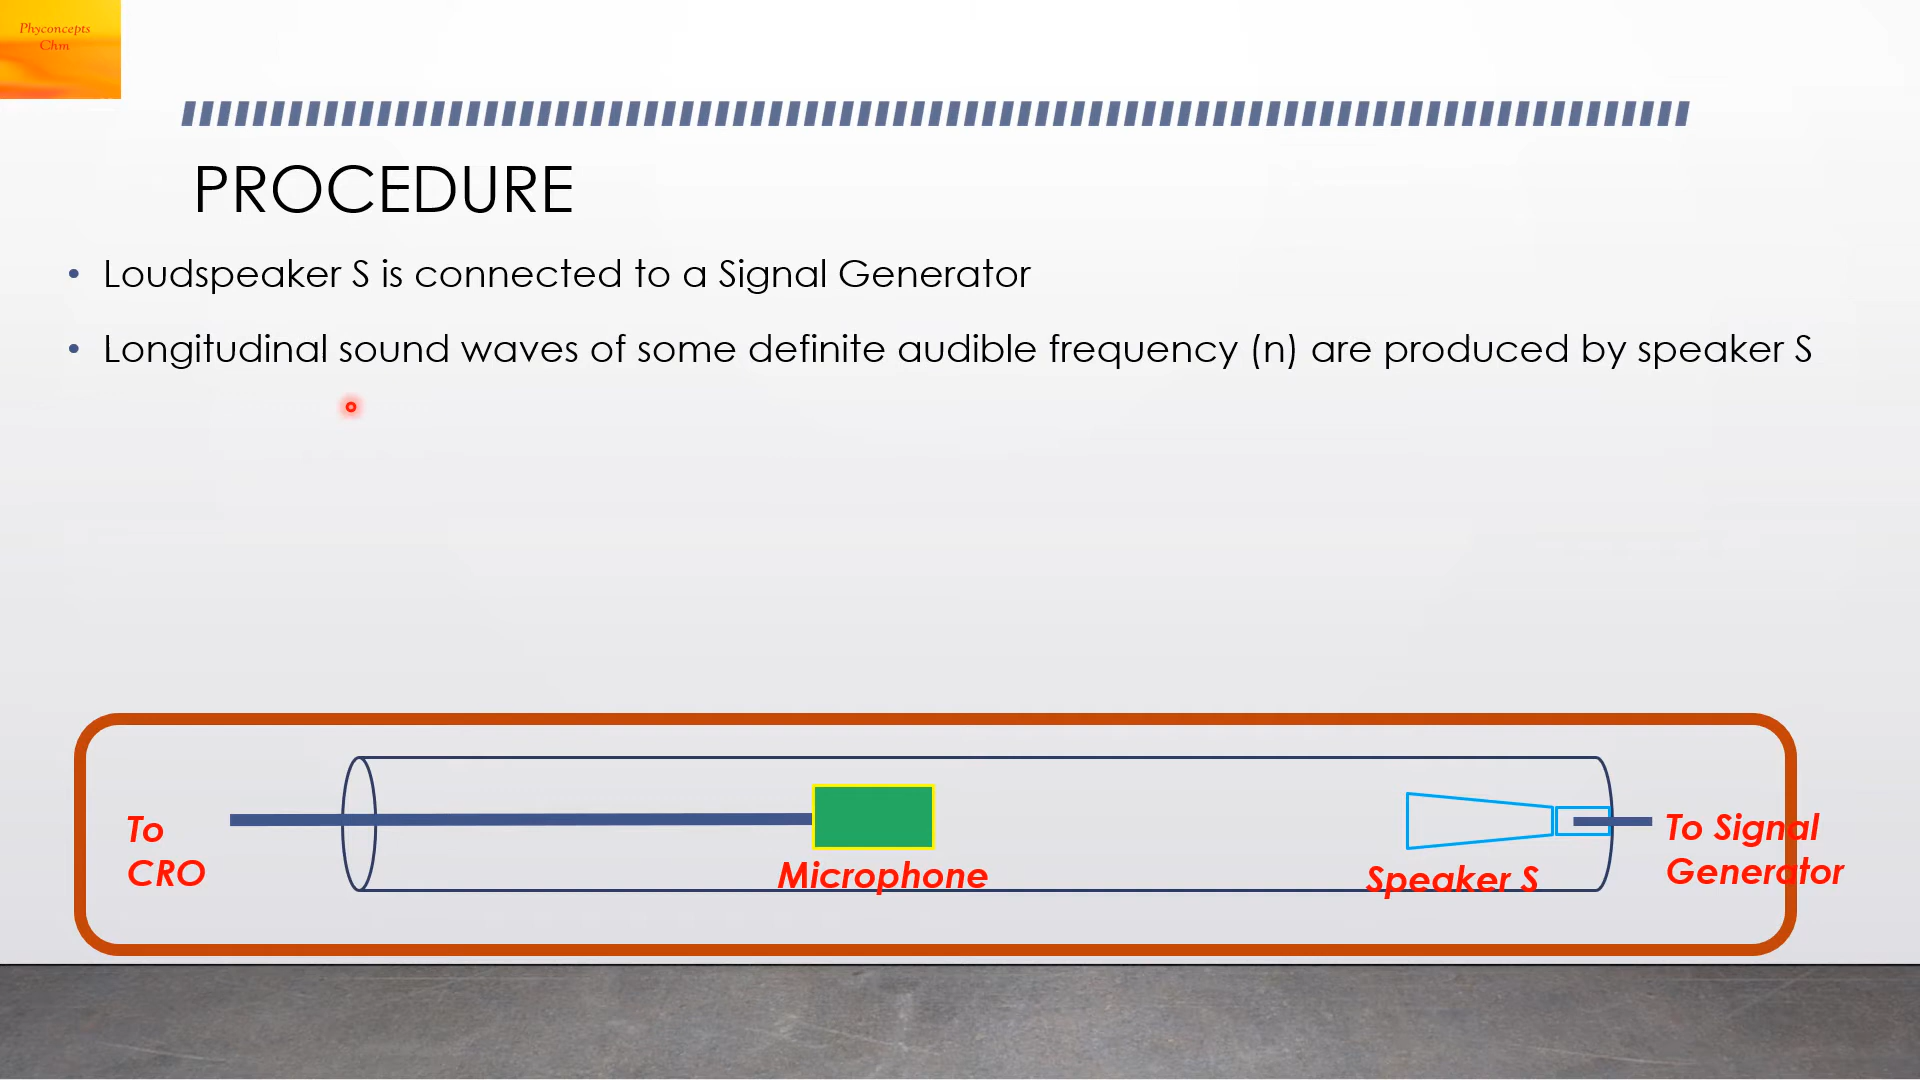 Phyconcepts
Chm
PROCEDURE
• Loudspeaker S is connected to a Signal Generator
• Longitudinal sound waves of some definite audible frequency (n) are produced by speaker S
To
CRO
Microphone
Speaker S
To Signal
Generator